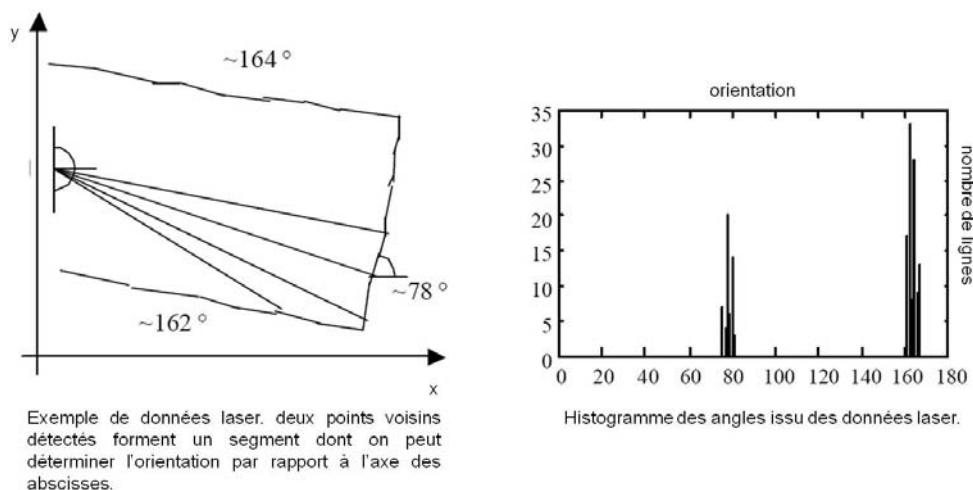 y
~164°
~78°
~162°
x
Exemple de données laser. deux points voisins
détectés forment un segment dont on peut
déterminer l'orientation par rapport à l'axe des
abscisses.
orientation
35
30
25
20
15
10
5
0
0 20 40 60 80 100 120 140 160 180
nombre de lignes
Histogramme des angles issu des données laser.